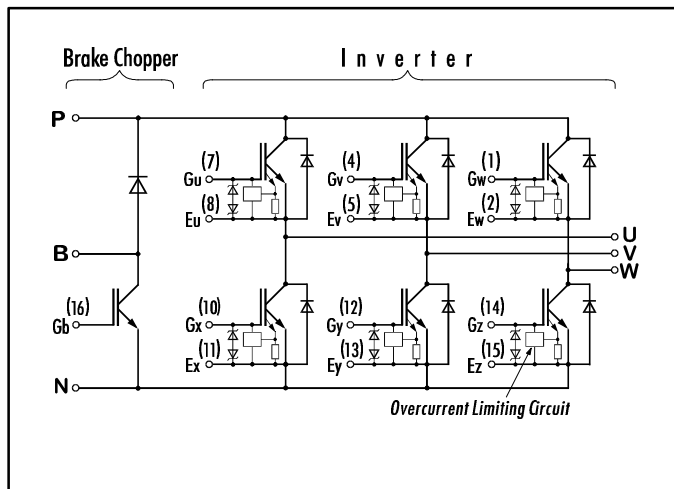 Brake Chopper
Inverter
P
(7)
(4)
(1)
Gu
Gv
Gw
(8)
(5)
(2)
Eu
Ev
Ew
U
B
V
W
(16)
(10)
(12)
(14)
Gb
Gx
Gy
Gz
(11)
(13)
(15)
Ex
Ey
Ez
N
Overcurrent Limiting Circuit